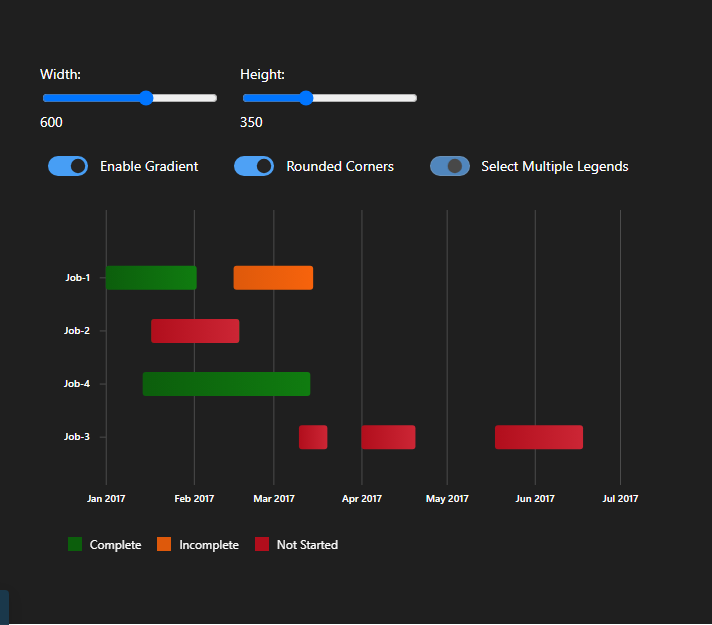 Width: Height:
600 350
Enable Gradient Rounded Corners Select Multiple Legends
Job-1
Job-2
Job-4
Job-3
Jan 2017 Feb 2017 Mar 2017 Apr 2017 May 2017 Jun 2017 Jul 2017
Complete Incomplete Not Started